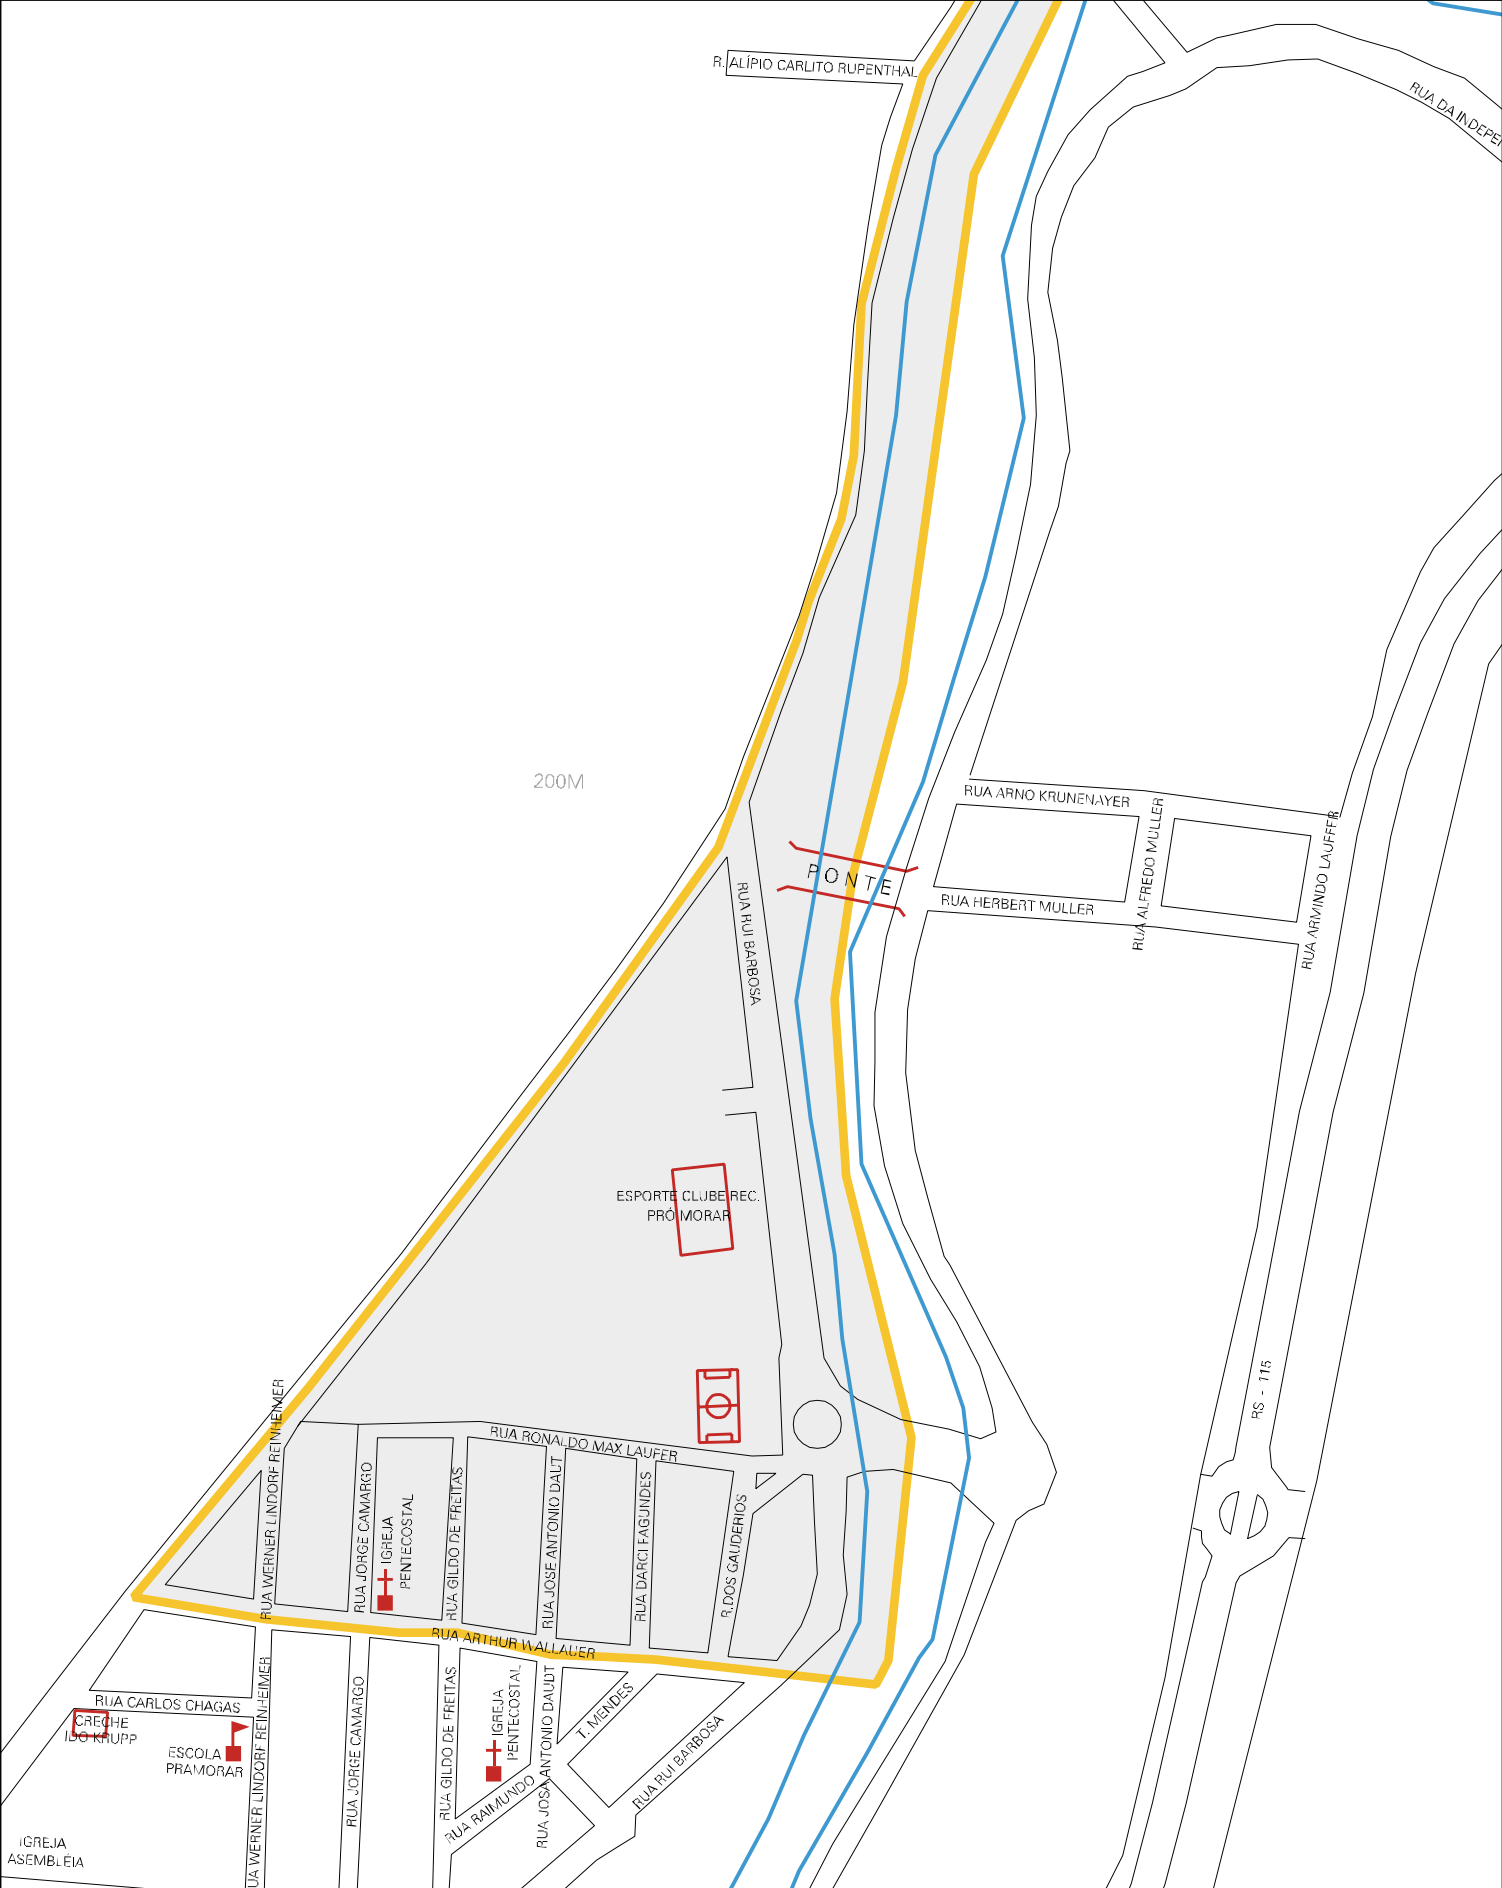 R. ALÍPIO CARLITO RUPENTHAL
RUA DA INDEPE
200M
RUA ARNO KRUNENAYER
RUA ALFREDO MULLER
RUA ARMINDO LAUFFER
PONTE
RUA HERBERT MULLER
RUA RUI BARBOSA
ESPORTE CLUBE REC.
PRÓ MORAR
RS - 115
RUA WERNER LINDORF REINHEIMER
RUA RONALDO MAX LAUFER
RUA JORGE CAMARGO
IGREJA
PENTECOSTAL
RUA GILDO DE FREITAS
RUA JOSE ANTONIO DAUT
RUA DARCI FAGUNDES
R.DOS GAUDERIOS
RUA ARTHUR WALLAUER
RUA CARLOS CHAGAS
CRECHE
IDO KRUPP
ESCOLA
PRAMORAR
RUA WERNER LINDORF REINHEIMER
RUA JORGE CAMARGO
RUA GILDO DE FREITAS
IGREJA
PENTECOSTAL
RUA JOSA ANTONIO DAUDT
T. MENDES
RUA RAIMUNDO
RUA RUI BARBOSA
IGREJA
ASEMBLÉIA